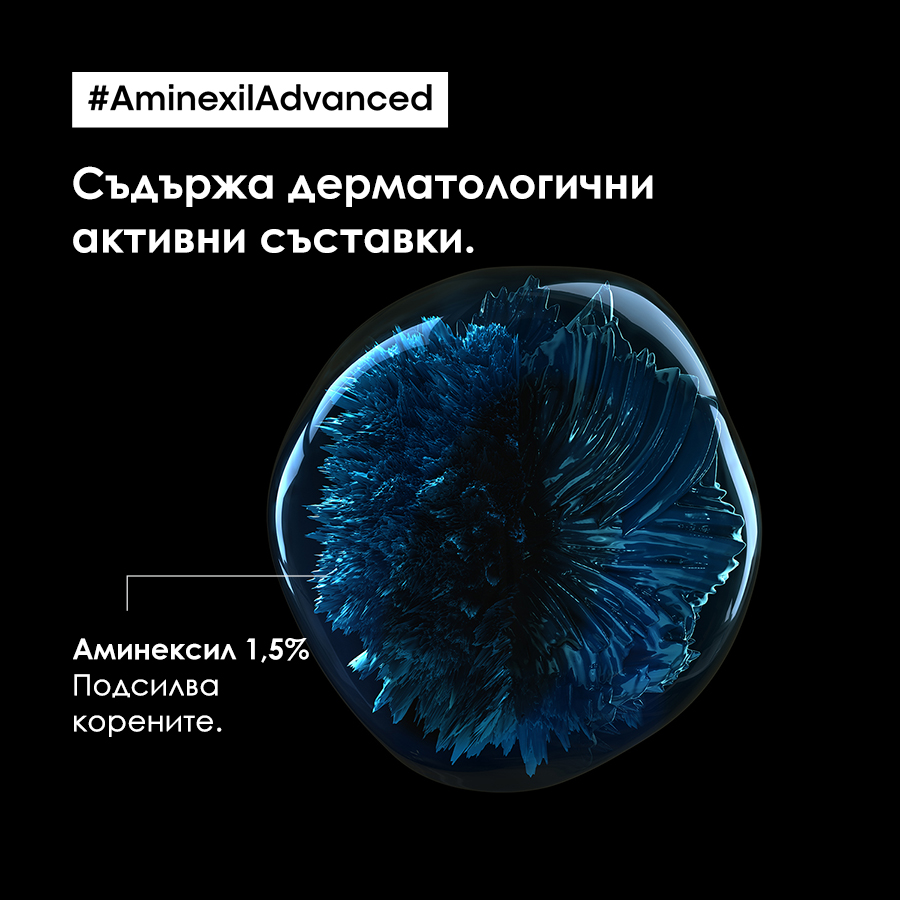 #AminexilAdvanced
Съдържа дерматологични
активни съставки.
Аминексил 1,5%
Подсилва
корените.